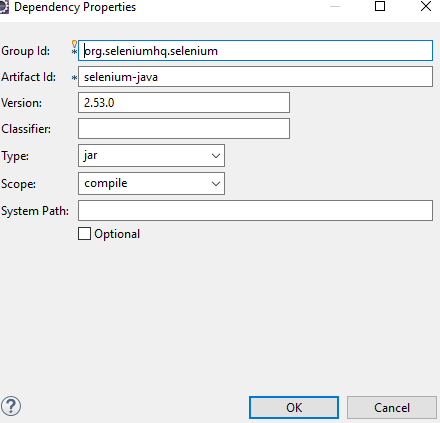 Dependency Properties
Group Id: * org.seleniumhq.selenium
Artifact Id: * selenium-java
Version: 2.53.0
Classifier:
Type: jar
Scope: compile
System Path:
Optional
? OK Cancel